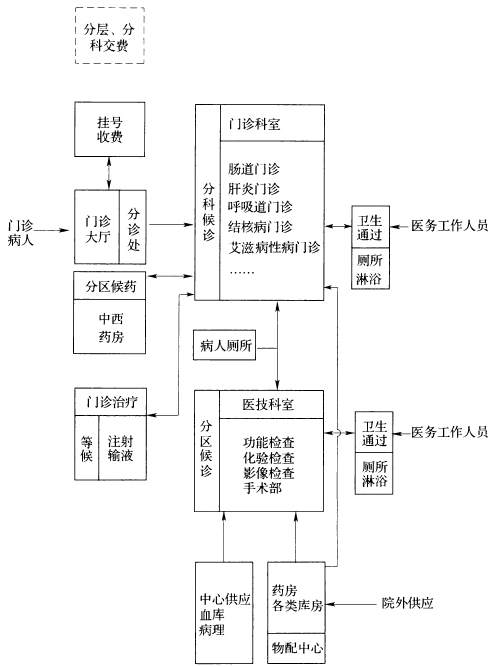 分层、分
科交费
挂号
收费
门诊
病人
门诊
大厅
分诊处
分科候诊
门诊科室
肠道门诊
肝炎门诊
呼吸道门诊
结核病门诊
艾滋病性病门诊
……
卫生
通过
厕所
淋浴
医务工作人员
分区候药
中西
药房
病人厕所
门诊治疗
等候
注射
输液
分区候诊
医技科室
功能检查
化验检查
影像检查
手术部
卫生
通过
厕所
淋浴
医务工作人员
中心供应
血库
病理
药房
各类库房
物配中心
院外供应